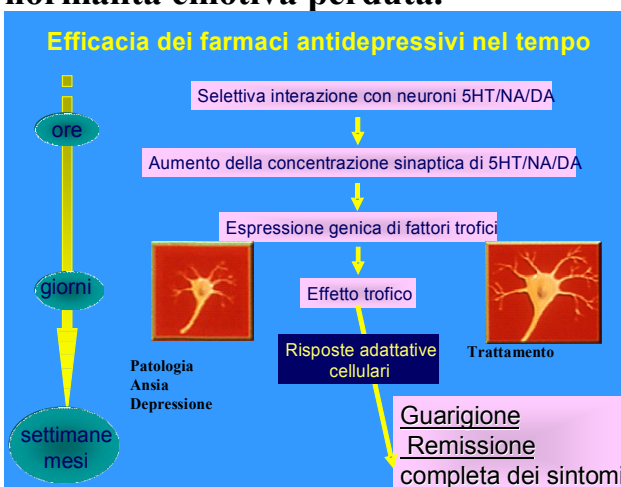 normalità emotiva perduta.
Efficacia dei farmaci antidepressivi nel tempo
Selettiva interazione con neuroni 5HT/NA/DA
ore
Aumento della concentrazione sinaptica di 5HT/NA/DA
Espressione genica di fattori trofici
giorni
Effetto trofico
Risposte adattative
cellulari
Patologia
Ansia
Depressione
Trattamento
settimane
mesi
Guarigione
Remissione
completa dei sintomi